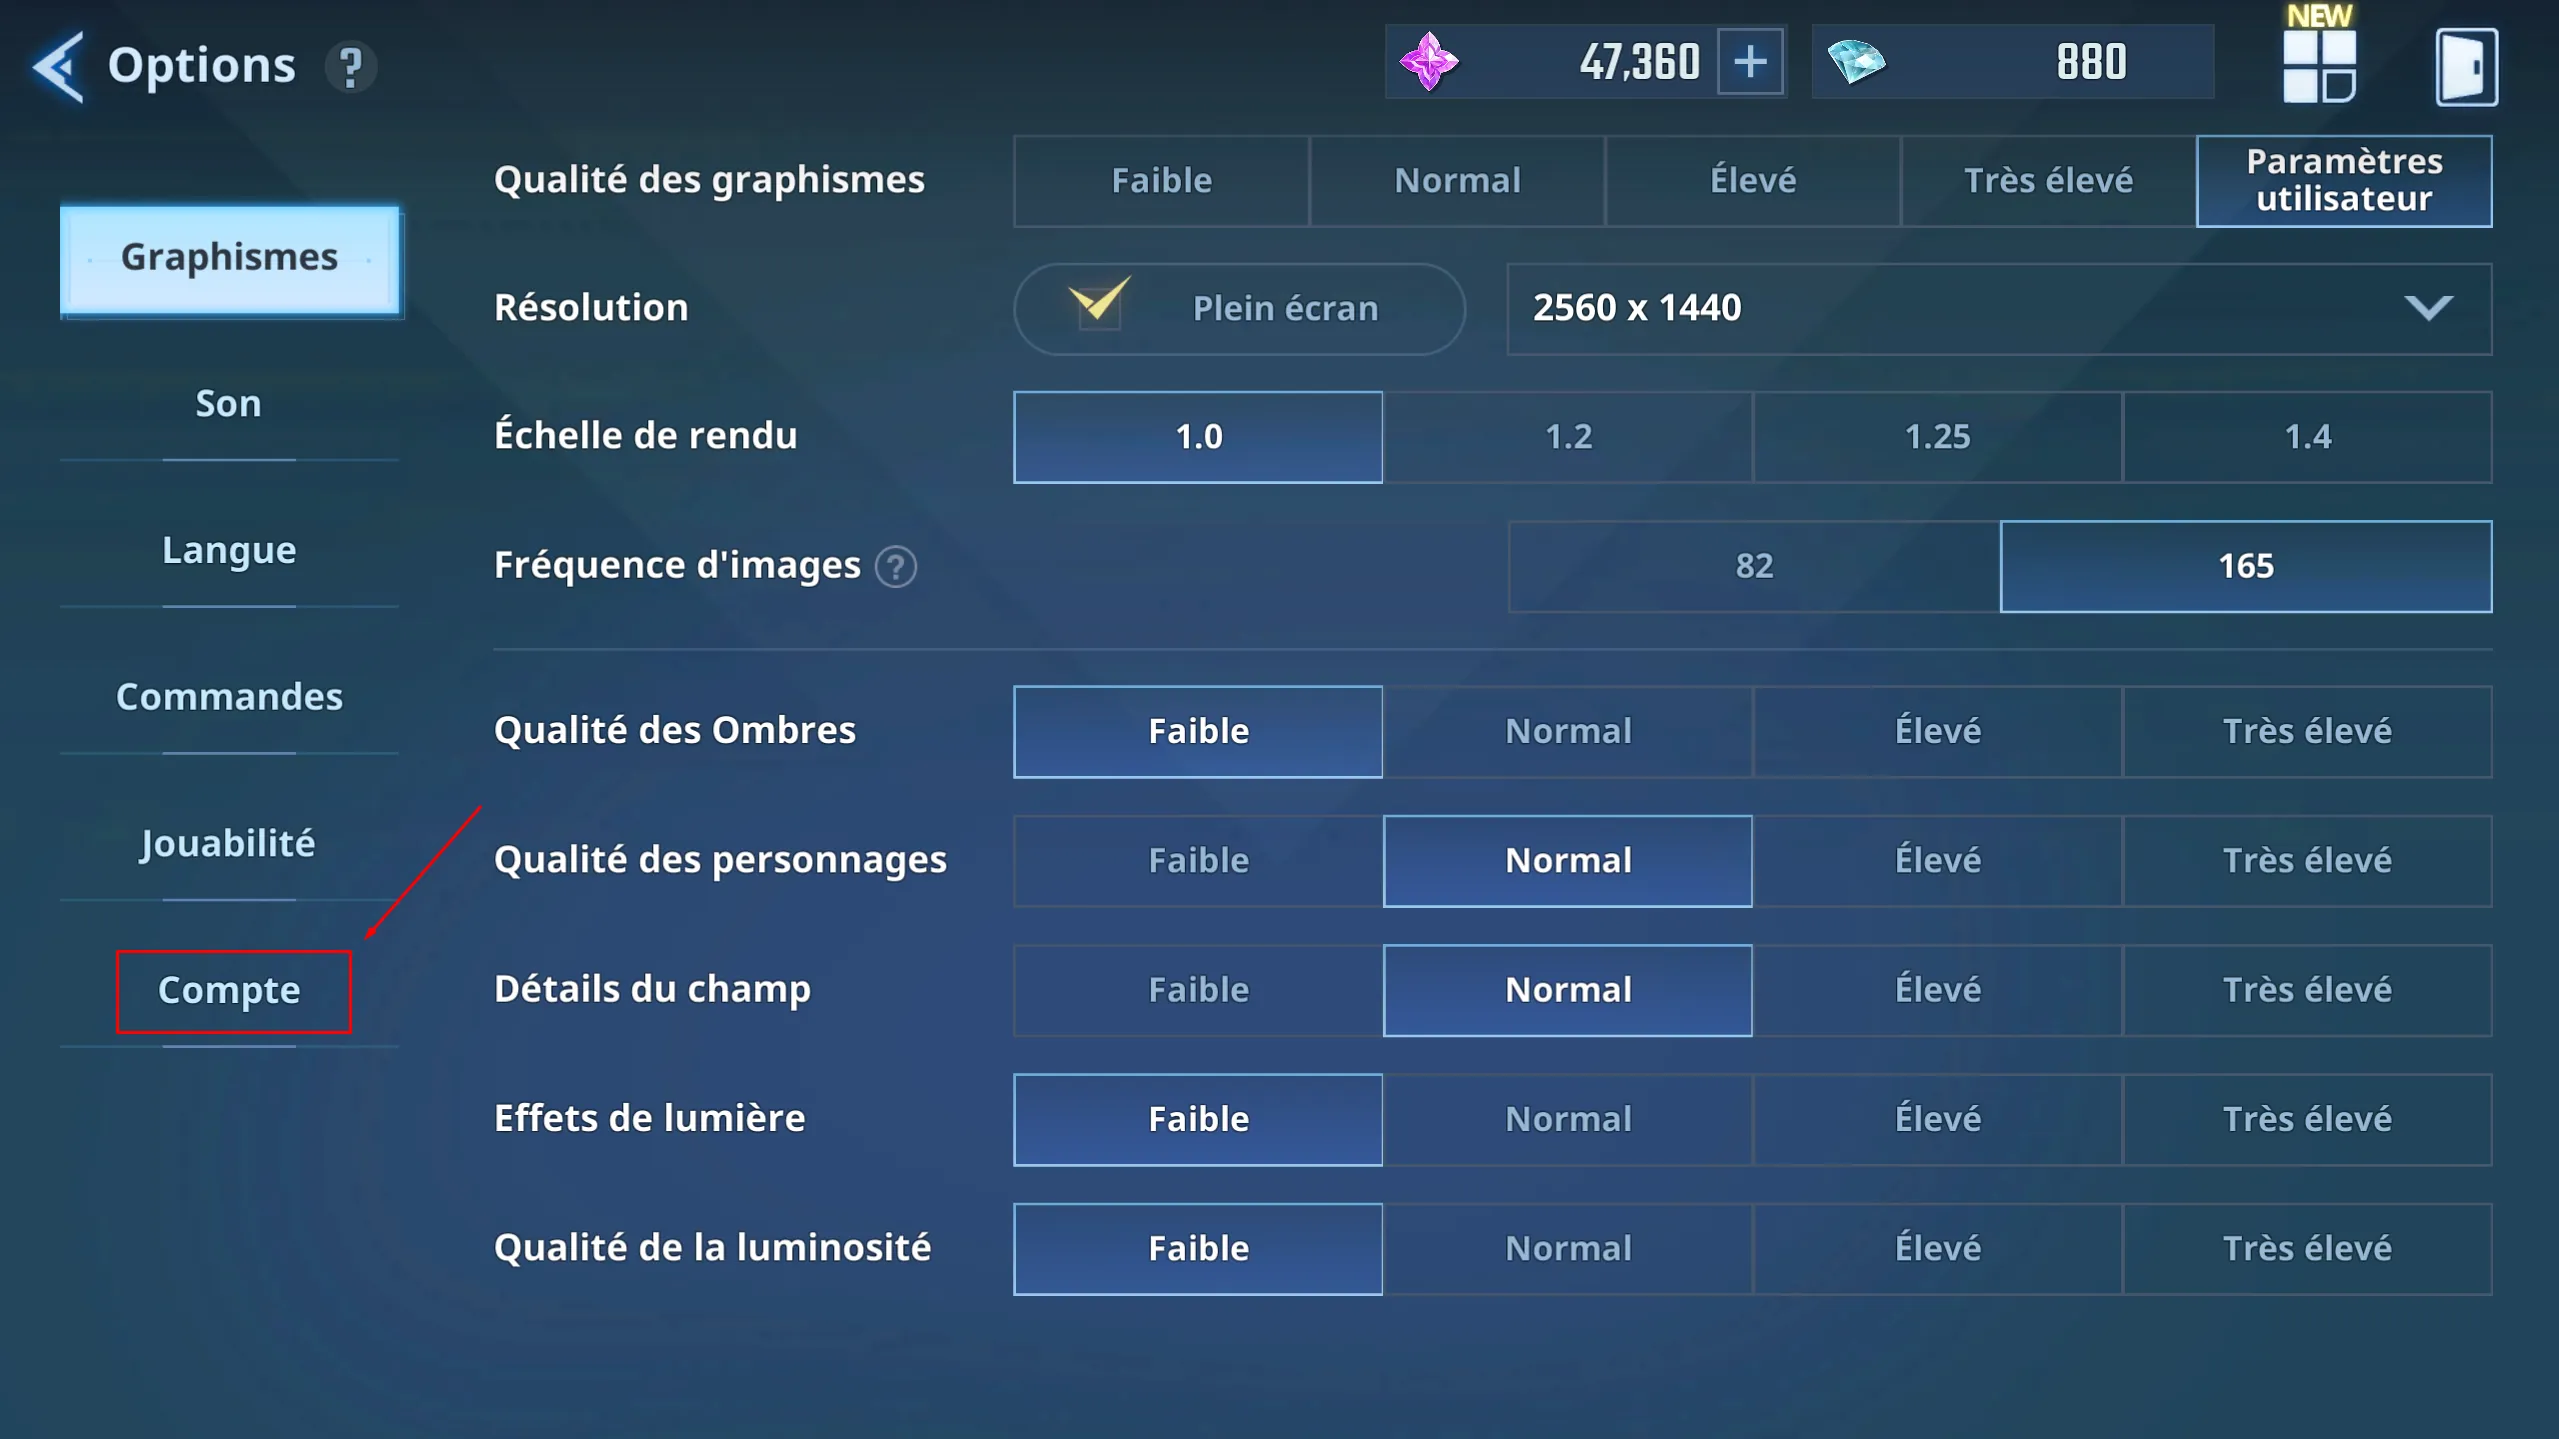 Options ?
47,360 +
880
NEW
Graphismes
Son
Langue
Commandes
Jouabilité
Compte
Qualité des graphismes
Faible
Normal
Élevé
Très élevé
Paramètres
utilisateur
Résolution
Plein écran
2560 x 1440
Échelle de rendu
1.0
1.2
1.25
1.4
Fréquence d'images ?
82
165
Qualité des Ombres
Faible
Normal
Élevé
Très élevé
Qualité des personnages
Faible
Normal
Élevé
Très élevé
Détails du champ
Faible
Normal
Élevé
Très élevé
Effets de lumière
Faible
Normal
Élevé
Très élevé
Qualité de la luminosité
Faible
Normal
Élevé
Très élevé